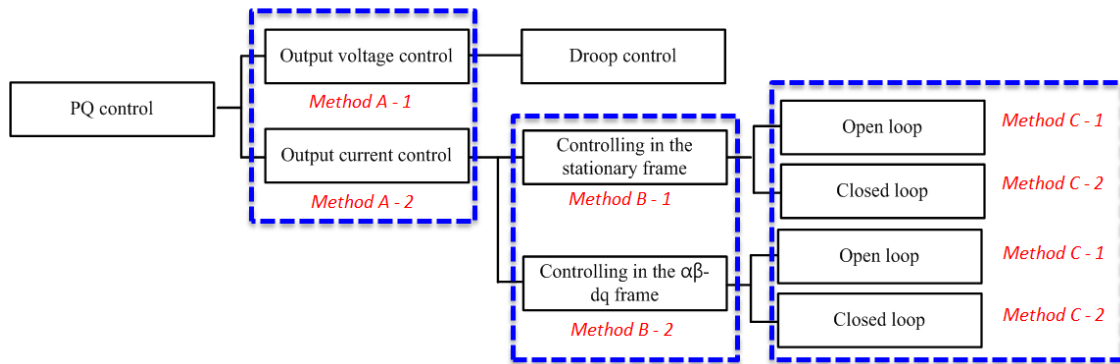 PQ control
Output voltage control
Method A - 1
Output current control
Method A - 2
Droop control
Controlling in the
stationary frame
Method B - 1
Controlling in the αβ-
dq frame
Method B - 2
Open loop
Method C - 1
Closed loop
Method C - 2
Open loop
Method C - 1
Closed loop
Method C - 2